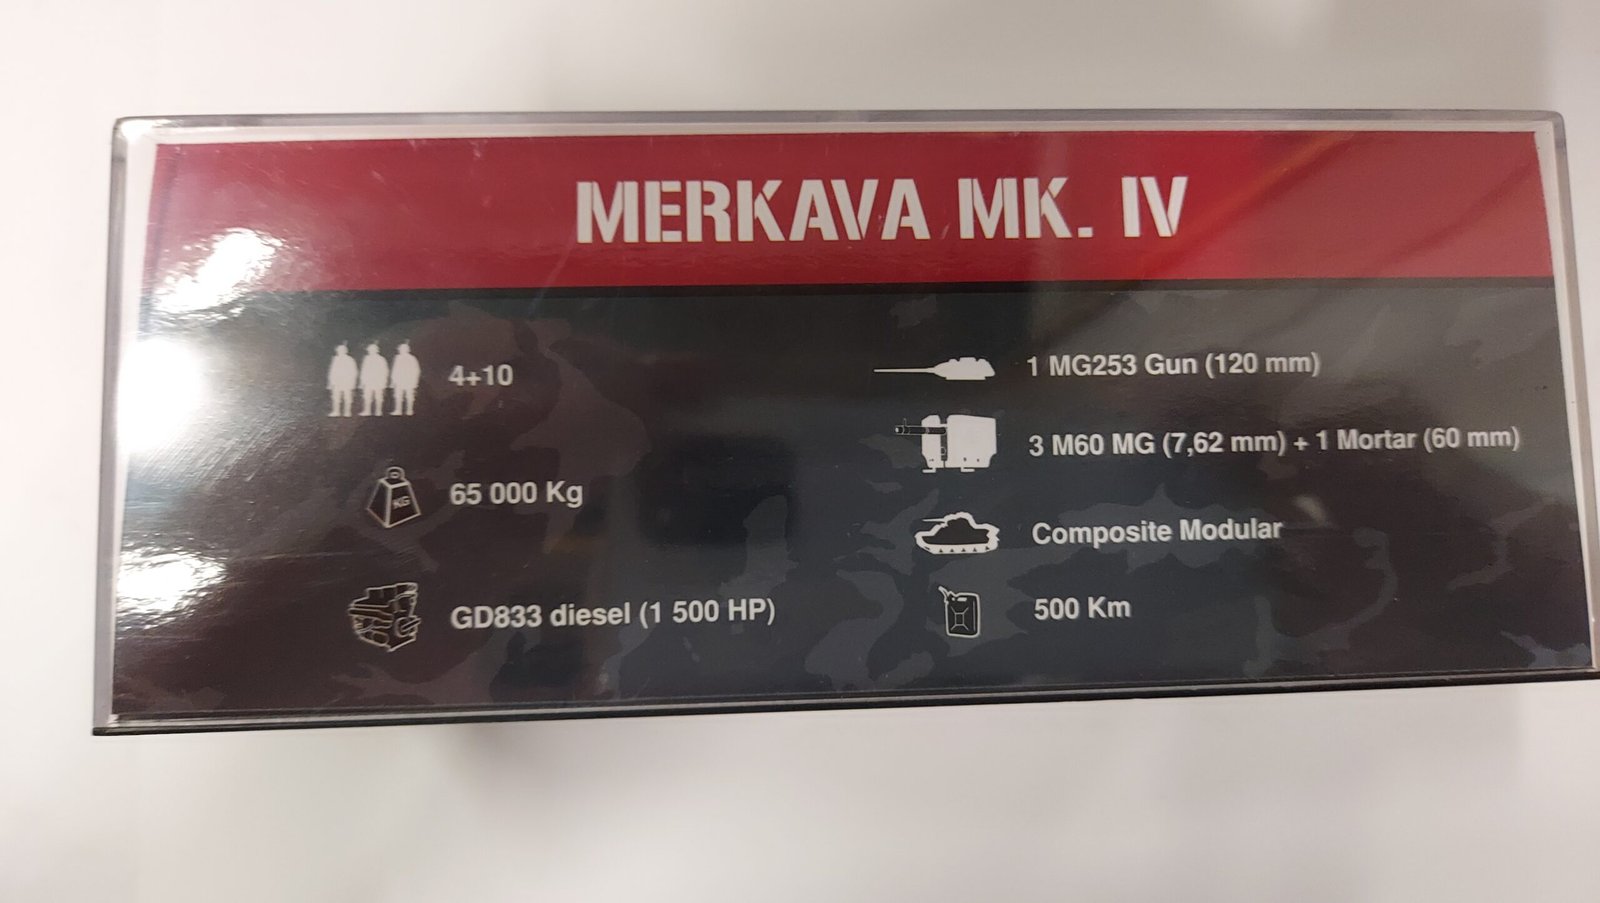 MERKAVA MK. IV
4+10
KG
65 000 Kg
GD833 diesel (1 500 HP)
1 MG253 Gun (120 mm)
3 M60 MG (7,62 mm) + 1 Mortar (60 mm)
Composite Modular
500 Km